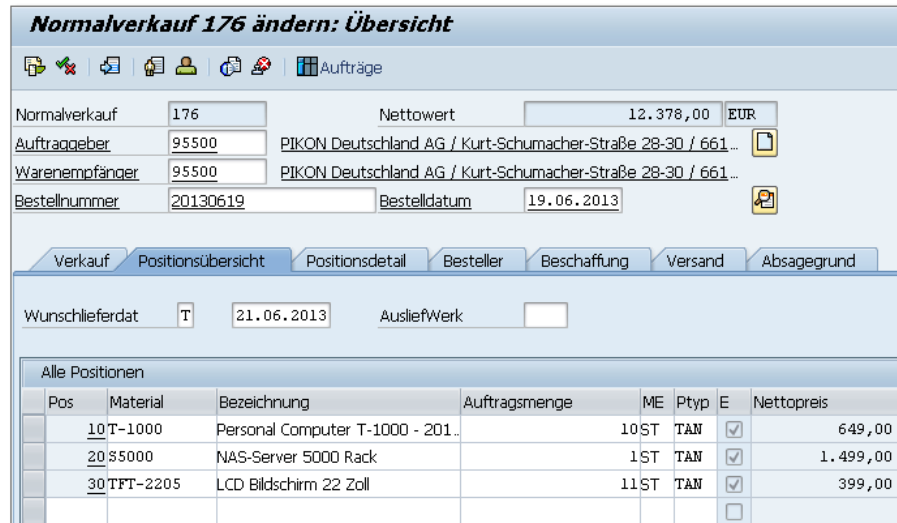 Normalverkauf 176 ändern: Übersicht
Aufträge
Normalverkauf 176 Nettowert 12.378,00 EUR
Auftraggeber 95500 PIKON Deutschland AG / Kurt-Schumacher-Straße 28-30 / 661...
Warenempfänger 95500 PIKON Deutschland AG / Kurt-Schumacher-Straße 28-30 / 661...
Bestellnummer 20130619 Bestelldatum 19.06.2013
Verkauf Positionsübersicht Positionsdetail Besteller Beschaffung Versand Absagegrund
Wunschlieferdat T 21.06.2013 AusliefWerk
Alle Positionen
Pos Material Bezeichnung Auftragsmenge ME Ptyp E Nettopreis
10 T-1000 Personal Computer T-1000 - 201.. 10 ST TAN 649,00
20 S5000 NAS-Server 5000 Rack 1 ST TAN 1.499,00
30 TFT-2205 LCD Bildschirm 22 Zoll 11 ST TAN 399,00